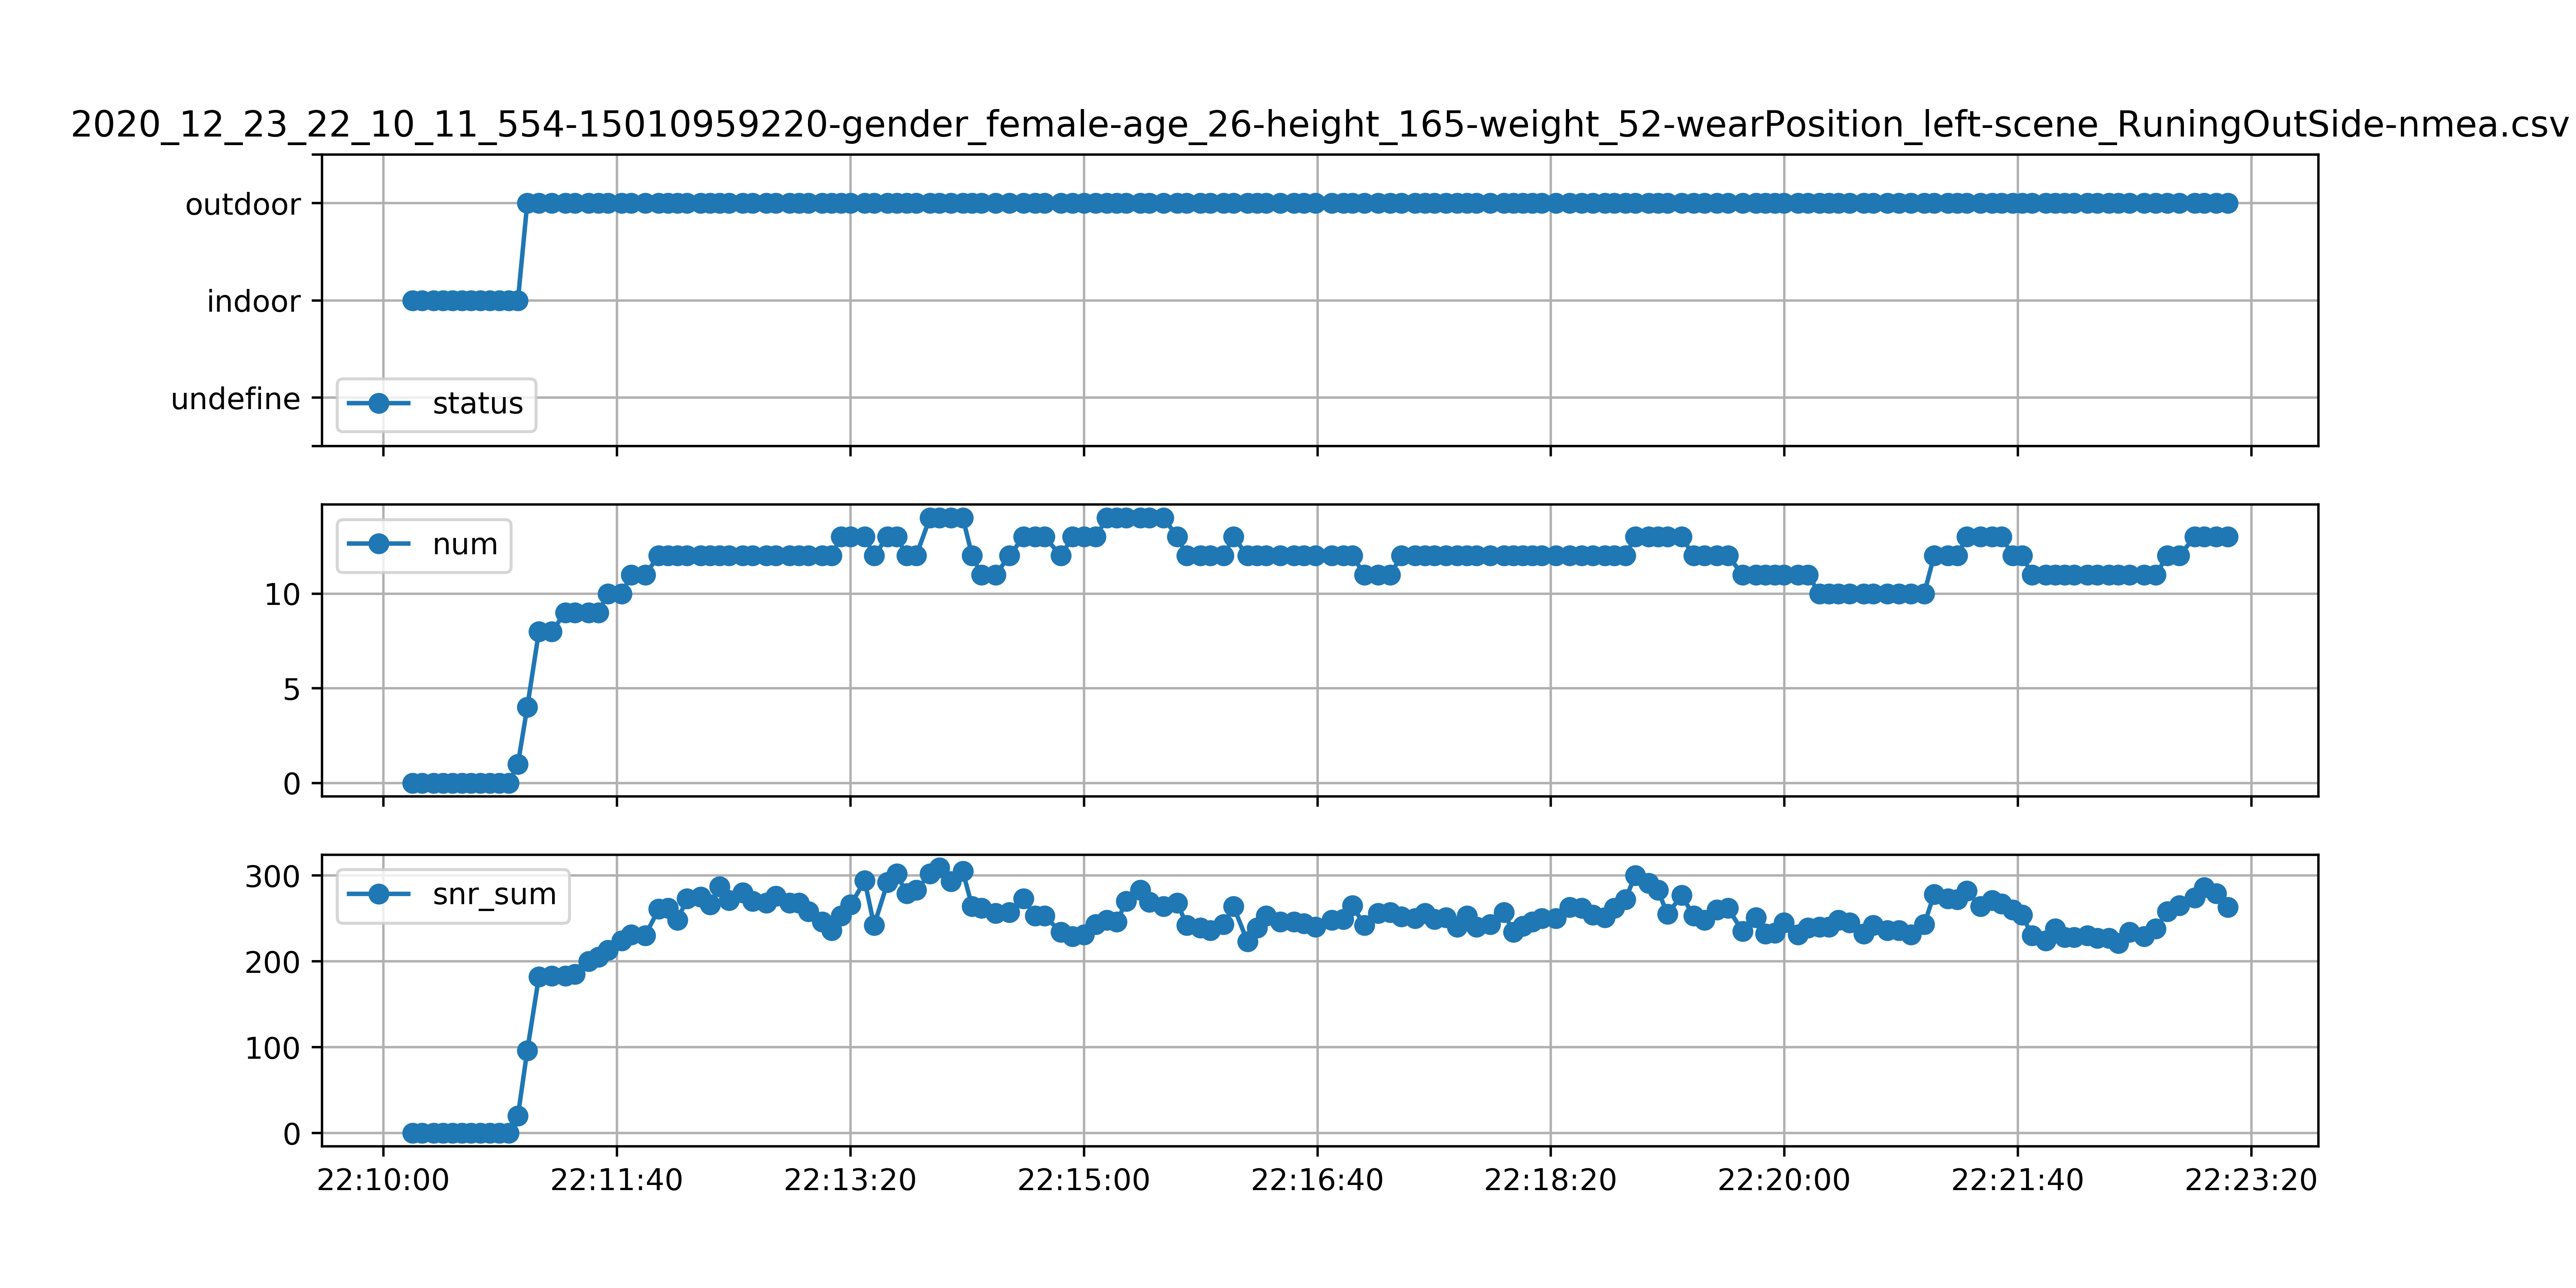 2020_12_23_22_10_11_554-15010959220-gender_female-age_26-height_165-weight_52-wearPosition_left-scene_RuningOutSide-nmea.csv
outdoor
indoor
undefine
status
num
10
5
0
snr_sum
300
200
100
0
22:10:00 22:11:40 22:13:20 22:15:00 22:16:40 22:18:20 22:20:00 22:21:40 22:23:20